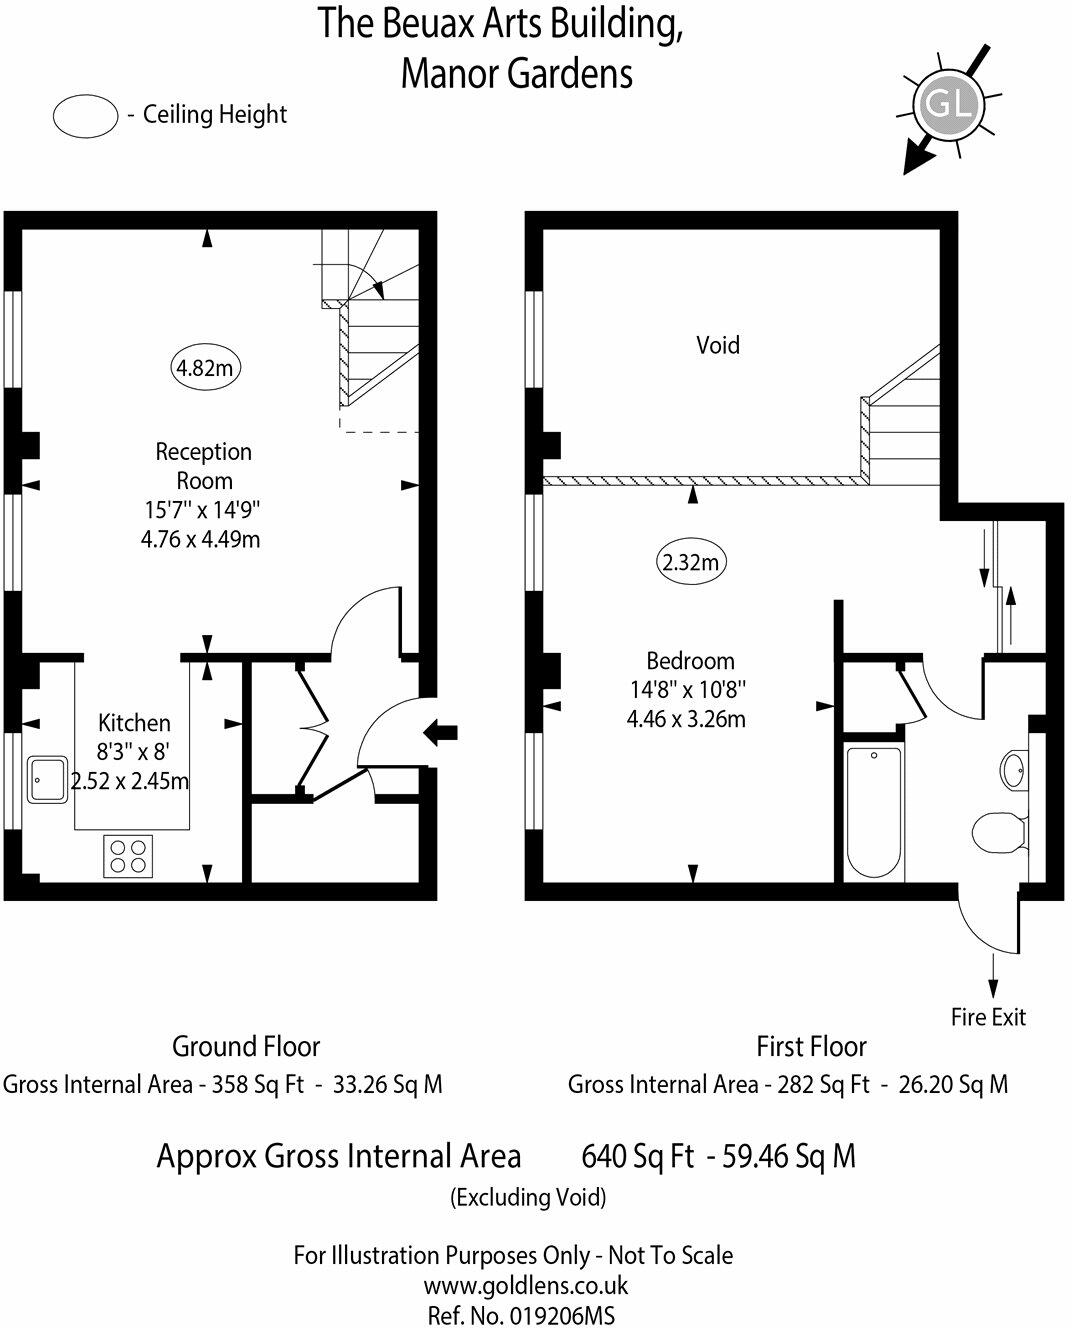 The Beuax Arts Building,
Manor Gardens
- Ceiling Height
GL
4.82m
Reception
Room
15'7" x 14'9"
4.76 x 4.49m
Kitchen
8'3" x 8'
2.52 x 2.45m
Void
2.32m
Bedroom
14'8" x 10'8"
4.46 x 3.26m
Fire Exit
Ground Floor
Gross Internal Area - 358 Sq Ft - 33.26 Sq M
First Floor
Gross Internal Area - 282 Sq Ft - 26.20 Sq M
Approx Gross Internal Area 640 Sq Ft - 59.46 Sq M
(Excluding Void)
For Illustration Purposes Only - Not To Scale
www.goldlens.co.uk
Ref. No. 019206MS